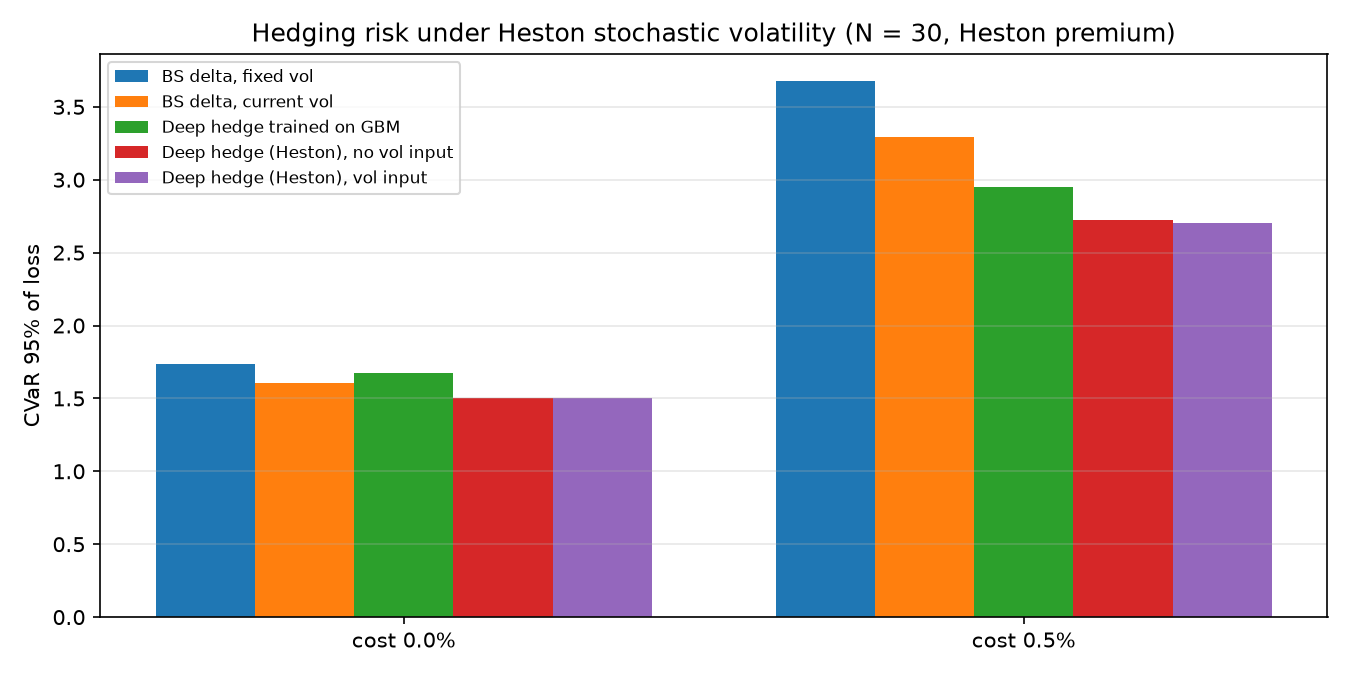 Hedging risk under Heston stochastic volatility (N = 30, Heston premium)
BS delta, fixed vol
BS delta, current vol
Deep hedge trained on GBM
Deep hedge (Heston), no vol input
Deep hedge (Heston), vol input
CVaR 95% of loss
3.5
3.0
2.5
2.0
1.5
1.0
0.5
0.0
cost 0.0%
cost 0.5%